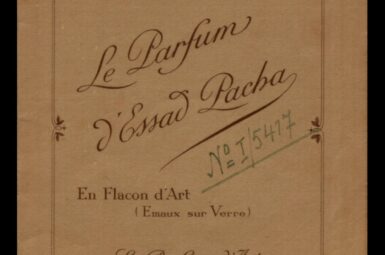 Le Parfum
d'Essad Pacha
No I/5417
En Flacon d'Art
(Emaux sur Verre)